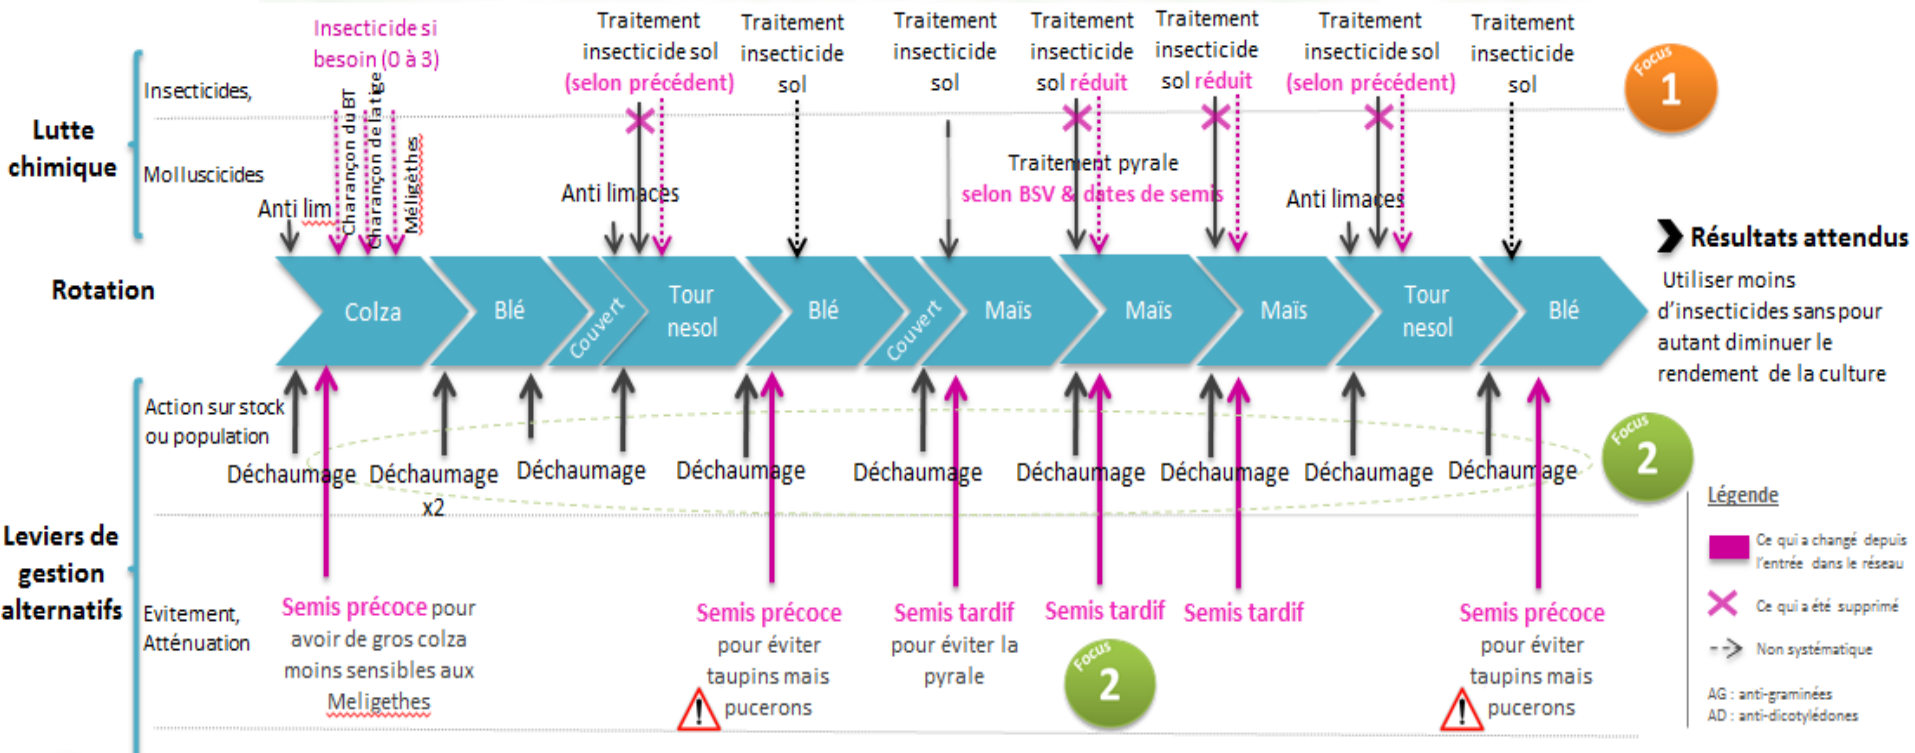 Insecticide si
besoin (0 à 3)
Traitement
insecticide sol
(selon précédent)
Traitement
insecticide
sol
Traitement
insecticide
sol
Traitement
insecticide
sol réduit
Traitement
insecticide
sol réduit
Traitement
insecticide sol
(selon précédent)
Traitement
insecticide
sol
Focus
1
Lutte
chimique
Insecticides,
Molluscicides
Anti lim
Charançon du BT
Charançon de la tige
Méligèthes
Anti limaces
Traitement pyrale
selon BSV & dates de semis
Anti limaces
Rotation
Colza
Blé
Couvert
Tour
nesol
Blé
Couvert
Maïs
Maïs
Maïs
Tour
nesol
Blé
Résultats attendus
Utiliser moins
d'insecticides sans pour
autant diminuer le
rendement de la culture
Leviers de
gestion
alternatifs
Action sur stock
ou population
Déchaumage
Déchaumage
x2
Déchaumage
Déchaumage
Déchaumage
Déchaumage
Déchaumage
Déchaumage
Déchaumage
Focus
2
Evitement,
Atténuation
Semis précoce pour
avoir de gros colza
moins sensibles aux
Meligethes
Semis précoce
pour éviter
taupins mais
pucerons
Semis tardif
pour éviter la
pyrale
Semis tardif
Semis tardif
Focus
2
Semis précoce
pour éviter
taupins mais
pucerons
Légende
Ce qui a changé depuis
l'entrée dans le réseau
Ce qui a été supprimé
Non systématique
AG : anti-graminées
AD : anti-dicotylédones